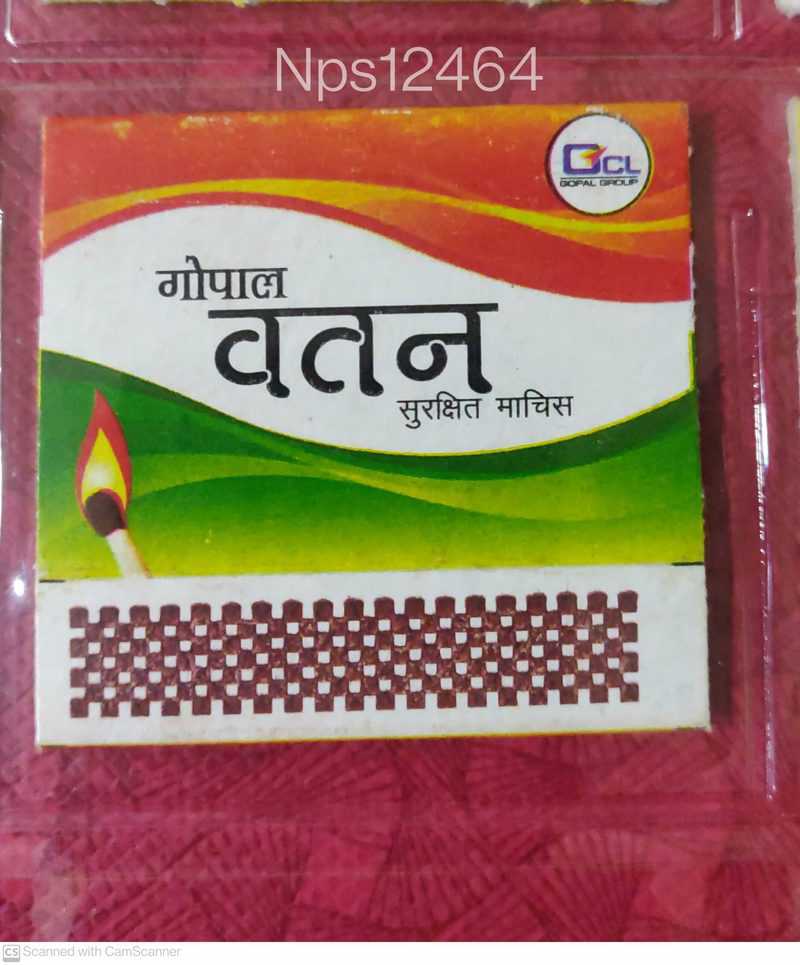 Nps12464
GCL
GOPAL GROUP
गोपाल
वतन
सुरक्षित माचिस
CS Scanned with CamScanner